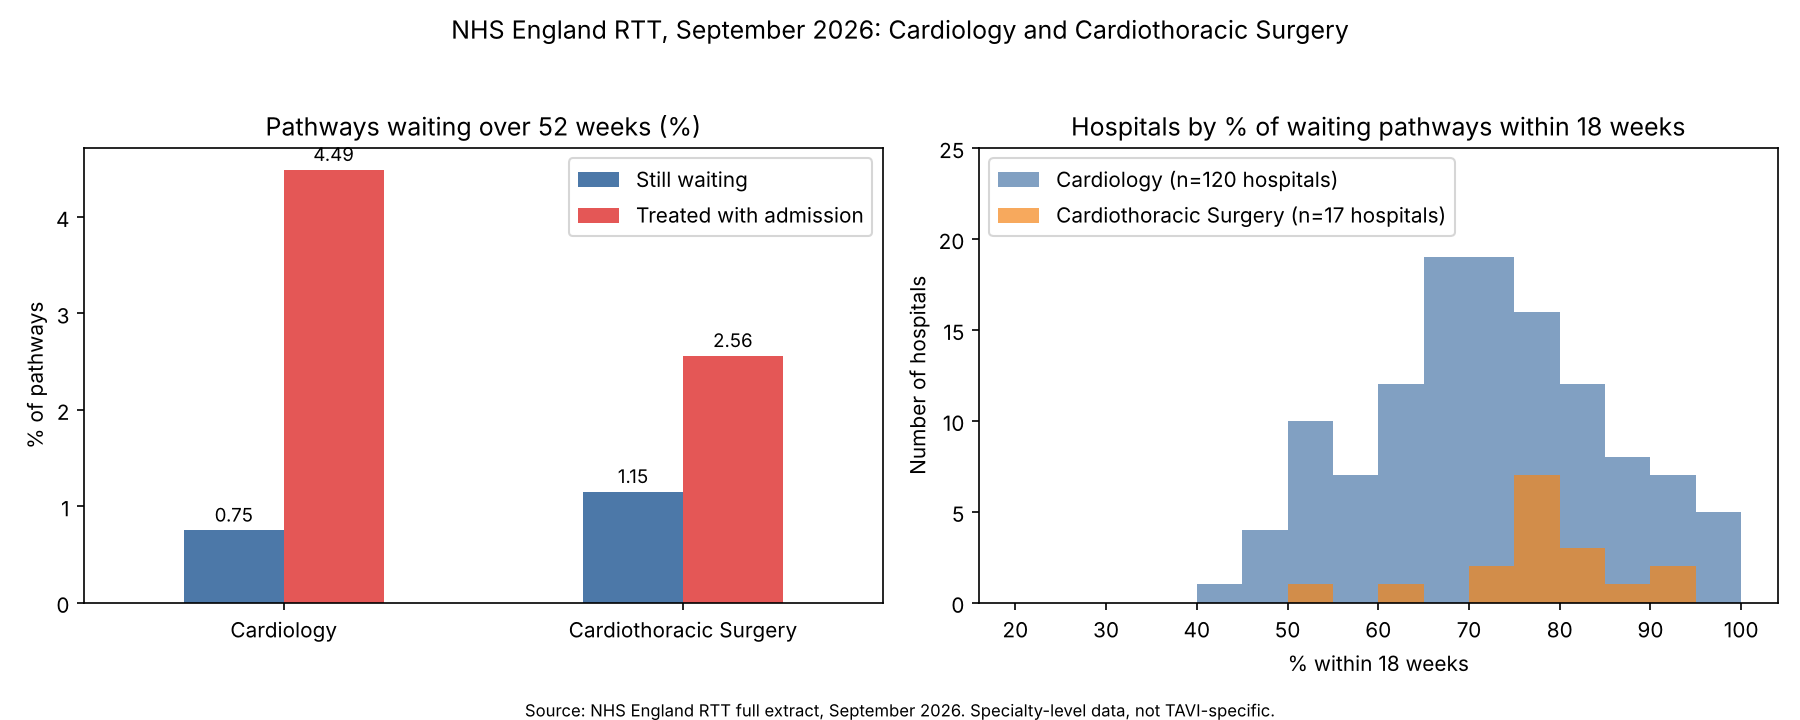 NHS England RTT, September 2026: Cardiology and Cardiothoracic Surgery
Pathways waiting over 52 weeks (%)
4.49
Still waiting
Treated with admission
4
3
2.56
% of pathways
2
1.15
1
0.75
0
Cardiology
Cardiothoracic Surgery
Hospitals by % of waiting pathways within 18 weeks
25
Cardiology (n=120 hospitals)
Cardiothoracic Surgery (n=17 hospitals)
20
15
Number of hospitals
10
5
0
20 30 40 50 60 70 80 90 100
% within 18 weeks
Source: NHS England RTT full extract, September 2026. Specialty-level data, not TAVI-specific.